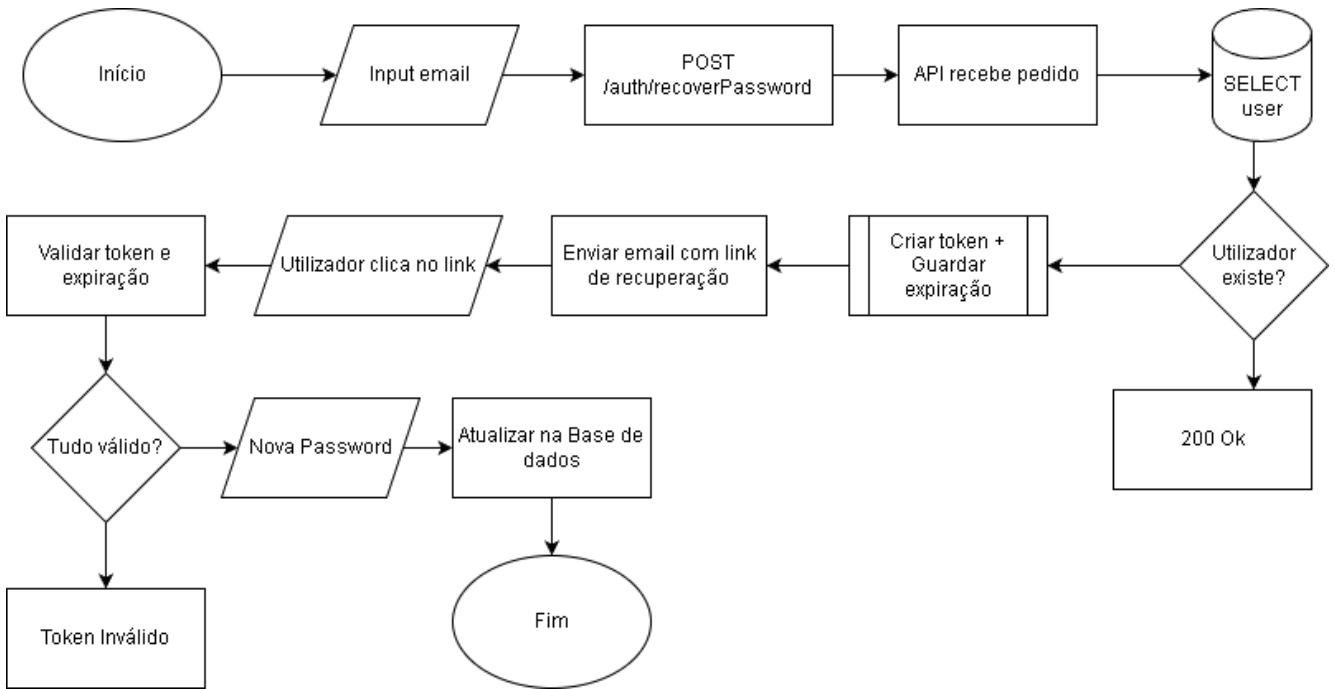 Início
Input email
POST
/auth/recoverPassword
API recebe pedido
SELECT
user
Utilizador
existe?
Criar token +
Guardar
expiração
Enviar email com link
de recuperação
Utilizador clica no link
Validar token e
expiração
200 Ok
Tudo válido?
Nova Password
Atualizar na Base de
dados
Token Inválido
Fim